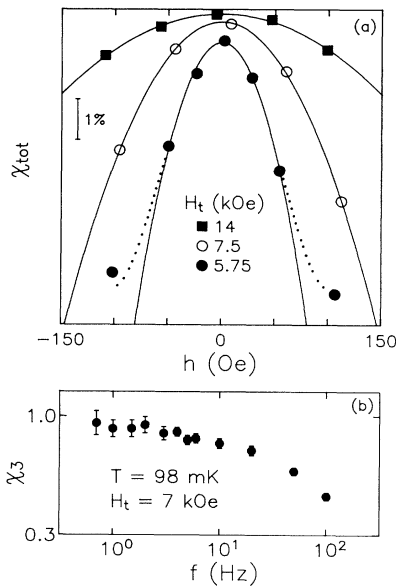 (a)
1%
χtot
Ht (kOe)
■ 14
○ 7.5
● 5.75
-150 0 150
h (Oe)
(b)
1.0
χ3
T = 98 mK
Ht = 7 kOe
0.3
10^0 10^1 10^2
f (Hz)